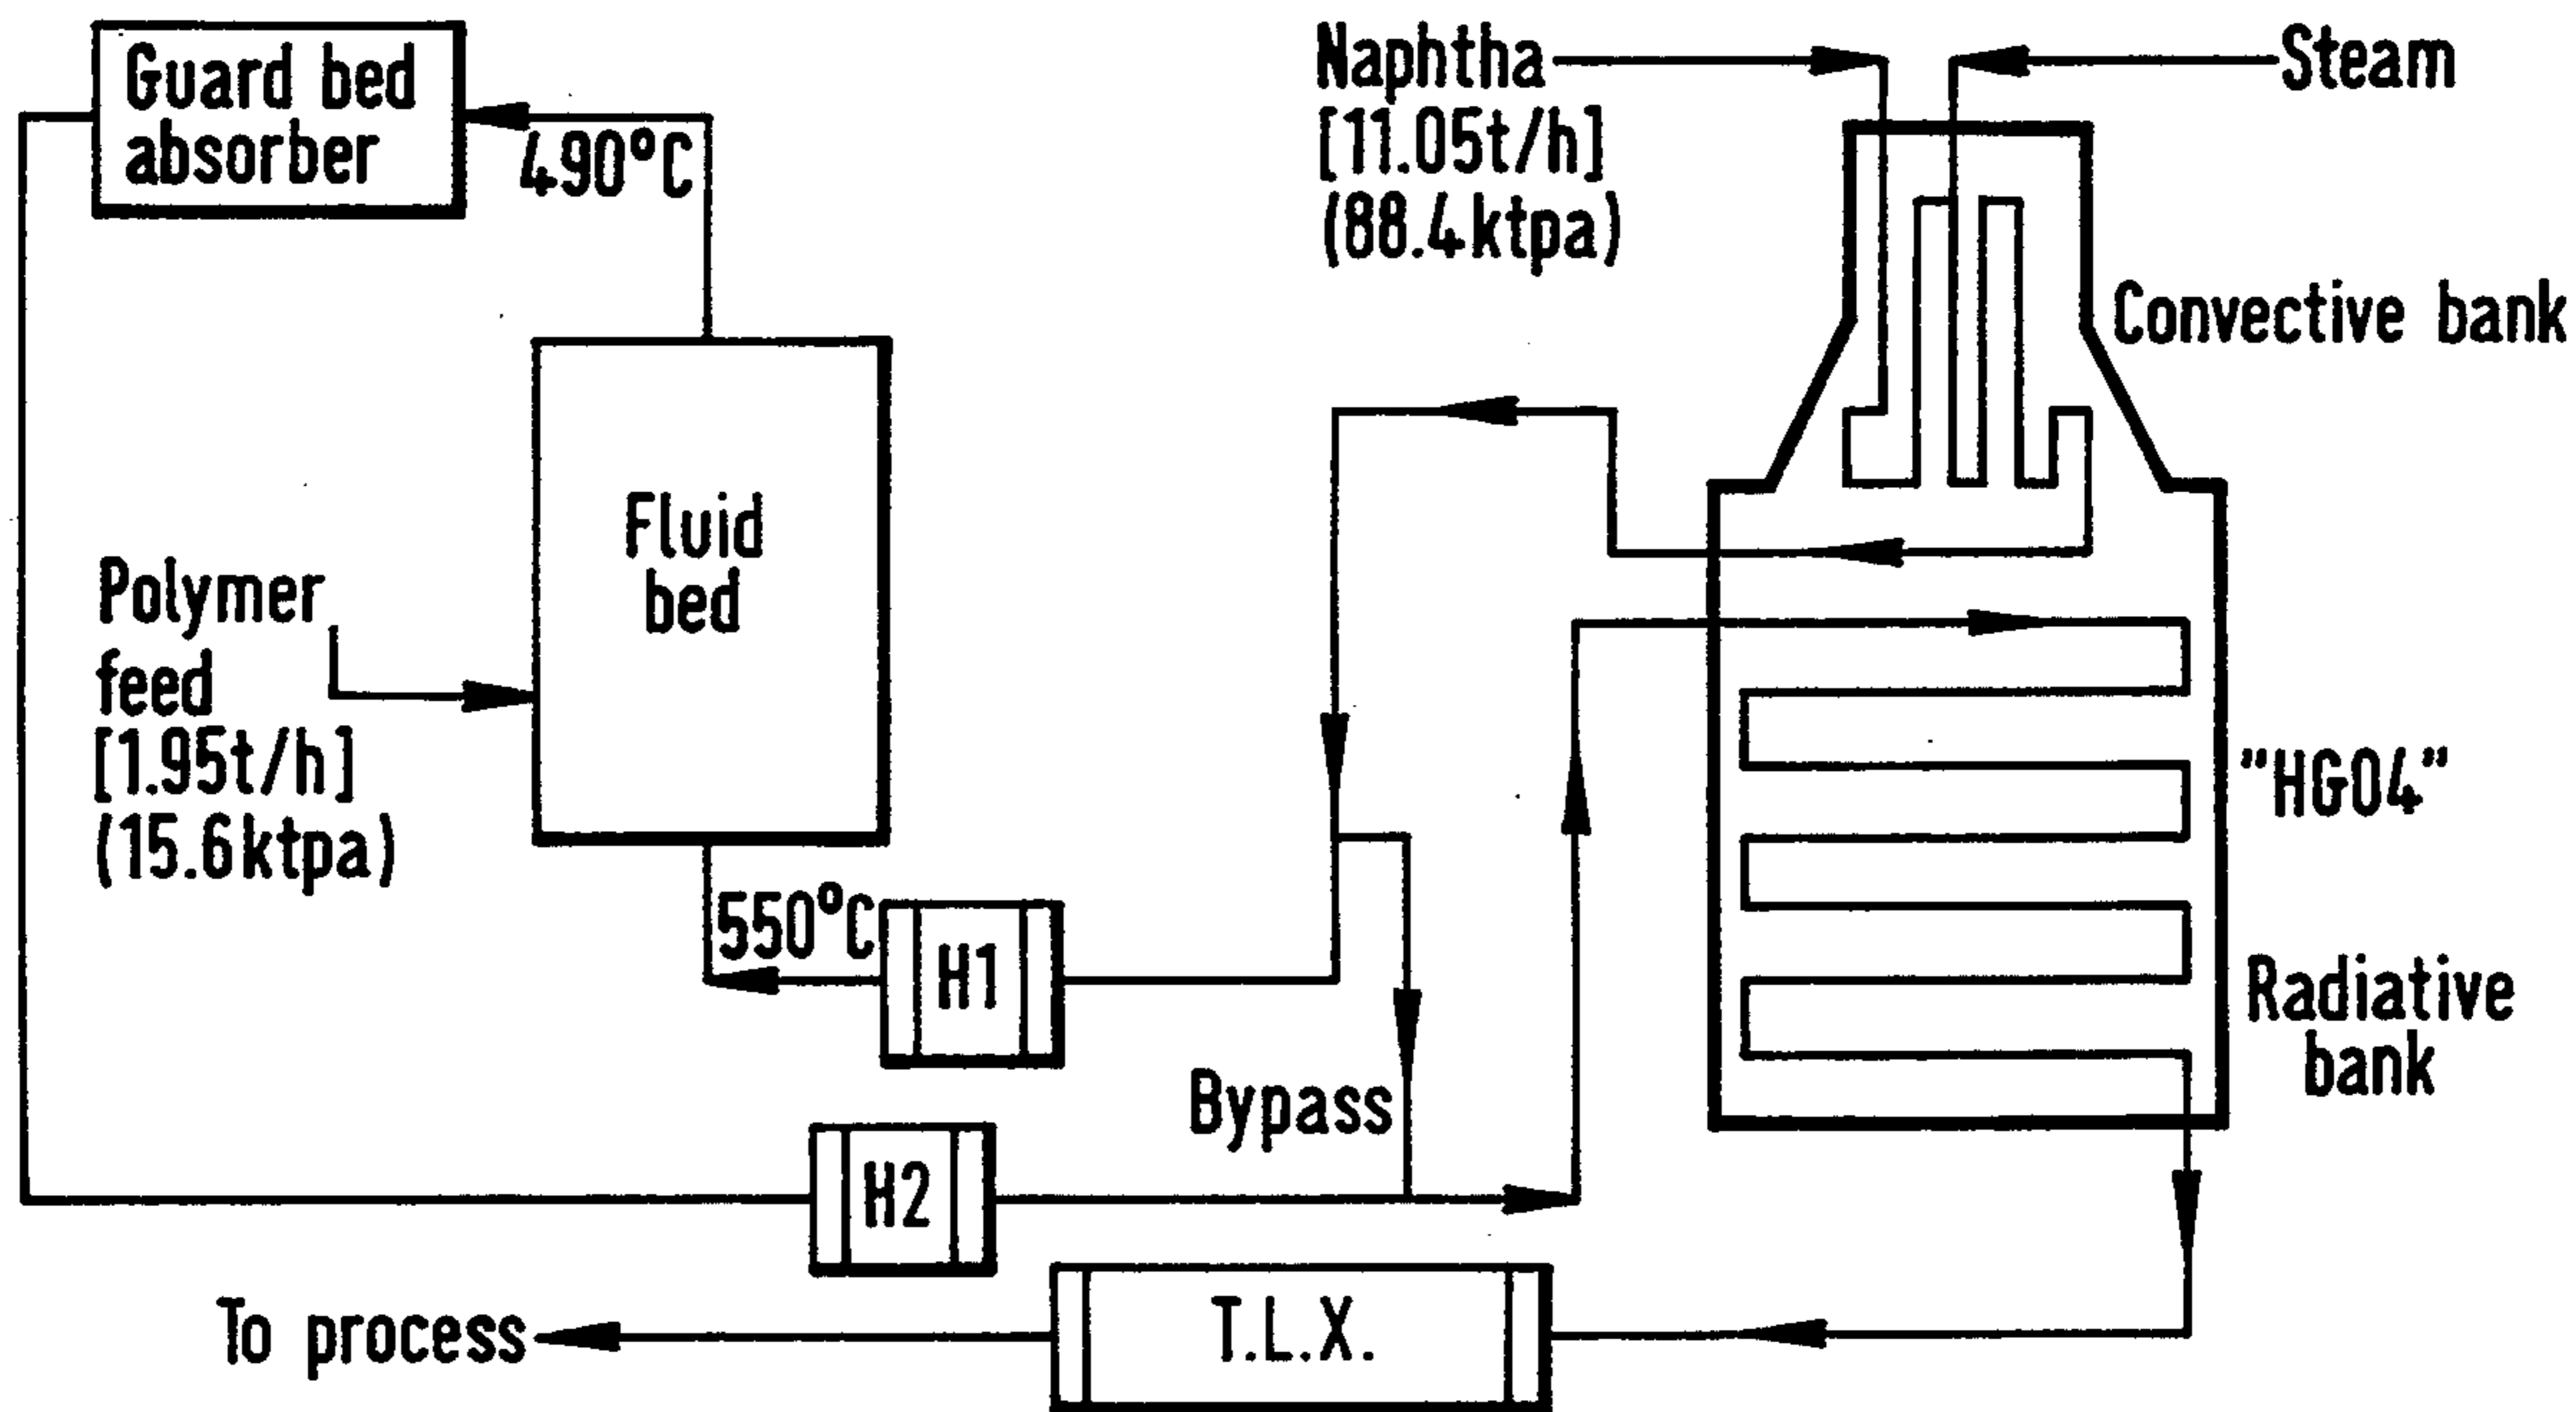 Guard bed
absorber
490°C
Naphtha
[11.05t/h]
(88.4ktpa)
Steam
Convective bank
Fluid
bed
Polymer
feed
[1.95t/h]
(15.6ktpa)
550°C
H1
"HG04"
Radiative
bank
Bypass
H2
T.L.X.
To process